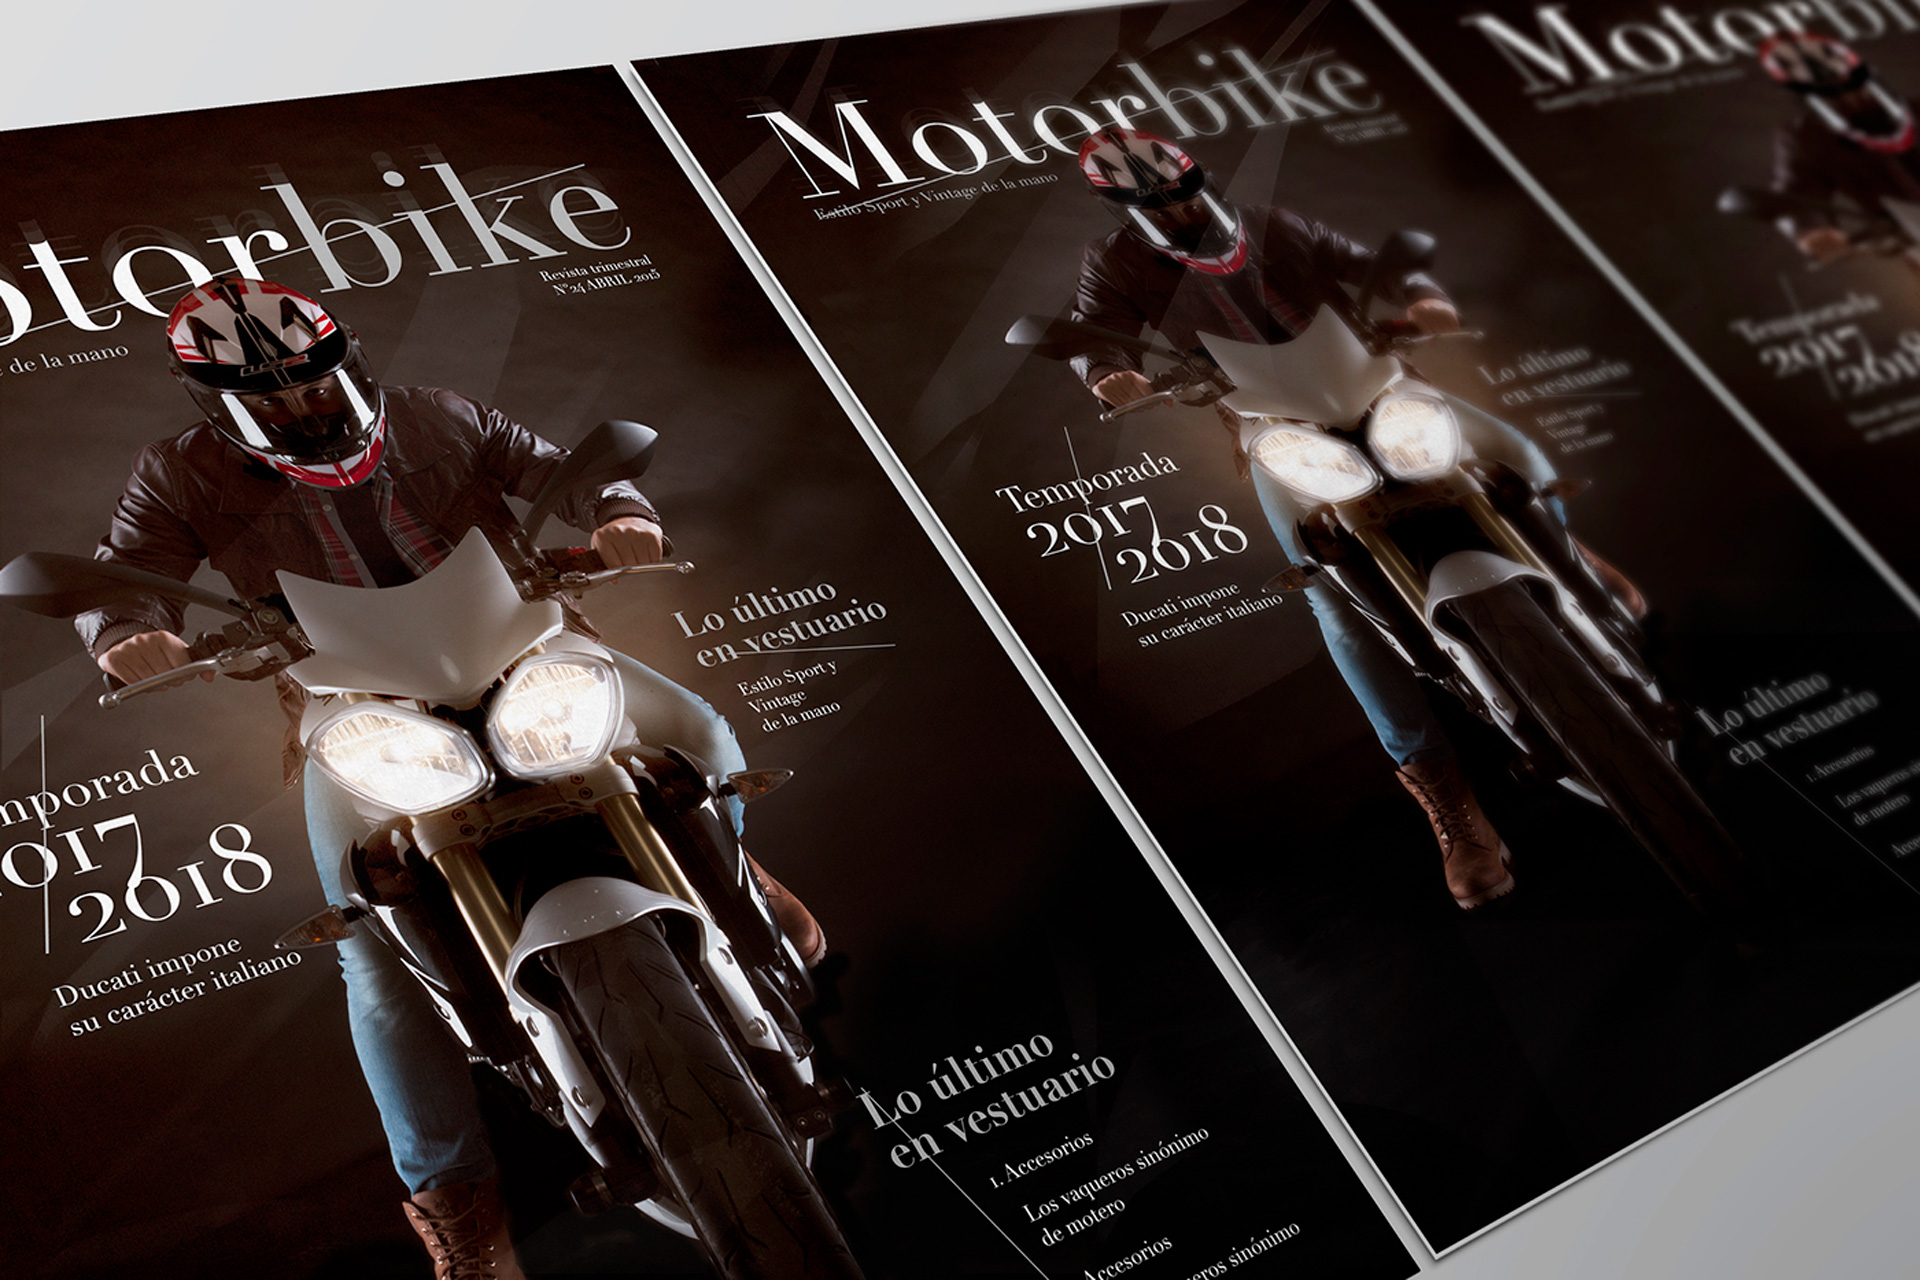 otorbike
e de la mano
Revista trimestral
Nº 24 ABRIL 2015
LS2
mporada
2017
2018
Ducati impone
su carácter italiano
Lo último
en vestuario
Estilo Sport y
Vintage
de la mano
Lo último
en vestuario
1. Accesorios
Los vaqueros sinónimo
de motero
Accesorios
sinónimo
Motorbike
Estilo Sport y Vintage de la mano
Temporada
2017
2018
Ducati impone
su carácter italiano
Lo último
en vestuario
Estilo Sport y
Vintage
de la mano
Lo último
en vestuario
1. Accesorios
Los vaqueros
de motero
Motorbi
Temporada
2017
2018